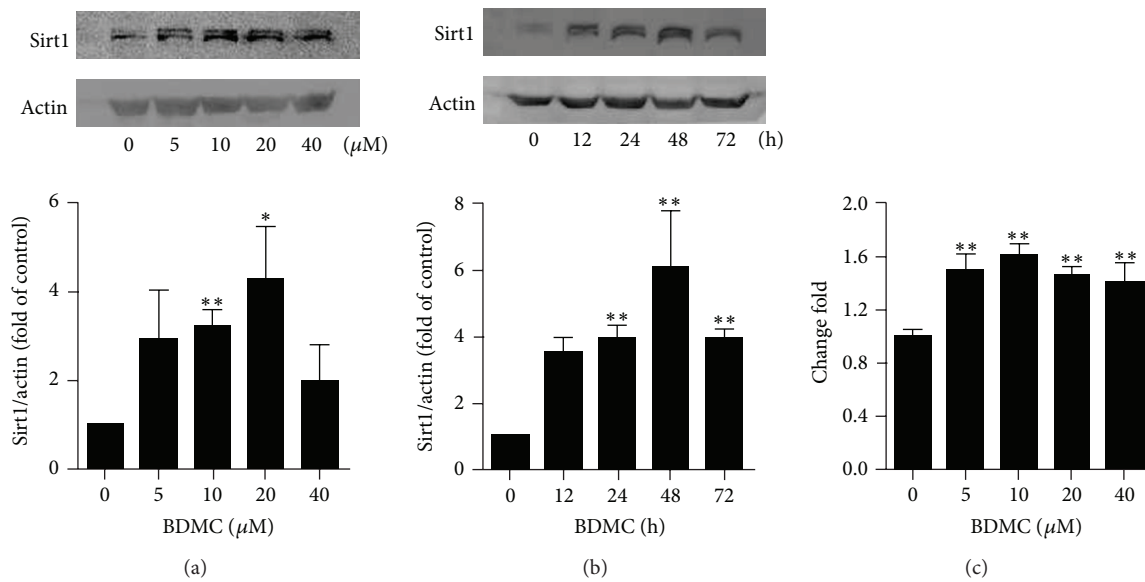 Sirt1
Actin
0 5 10 20 40 (μM)
Sirt1/actin (fold of control)
6
4
2
0
*
**
0 5 10 20 40
BDMC (μM)
(a)
Sirt1
Actin
0 12 24 48 72 (h)
Sirt1/actin (fold of control)
8
6
4
2
0
**
**
**
0 12 24 48 72
BDMC (h)
(b)
Change fold
2.0
1.6
1.2
0.8
0.4
0.0
**
**
**
**
0 5 10 20 40
BDMC (μM)
(c)